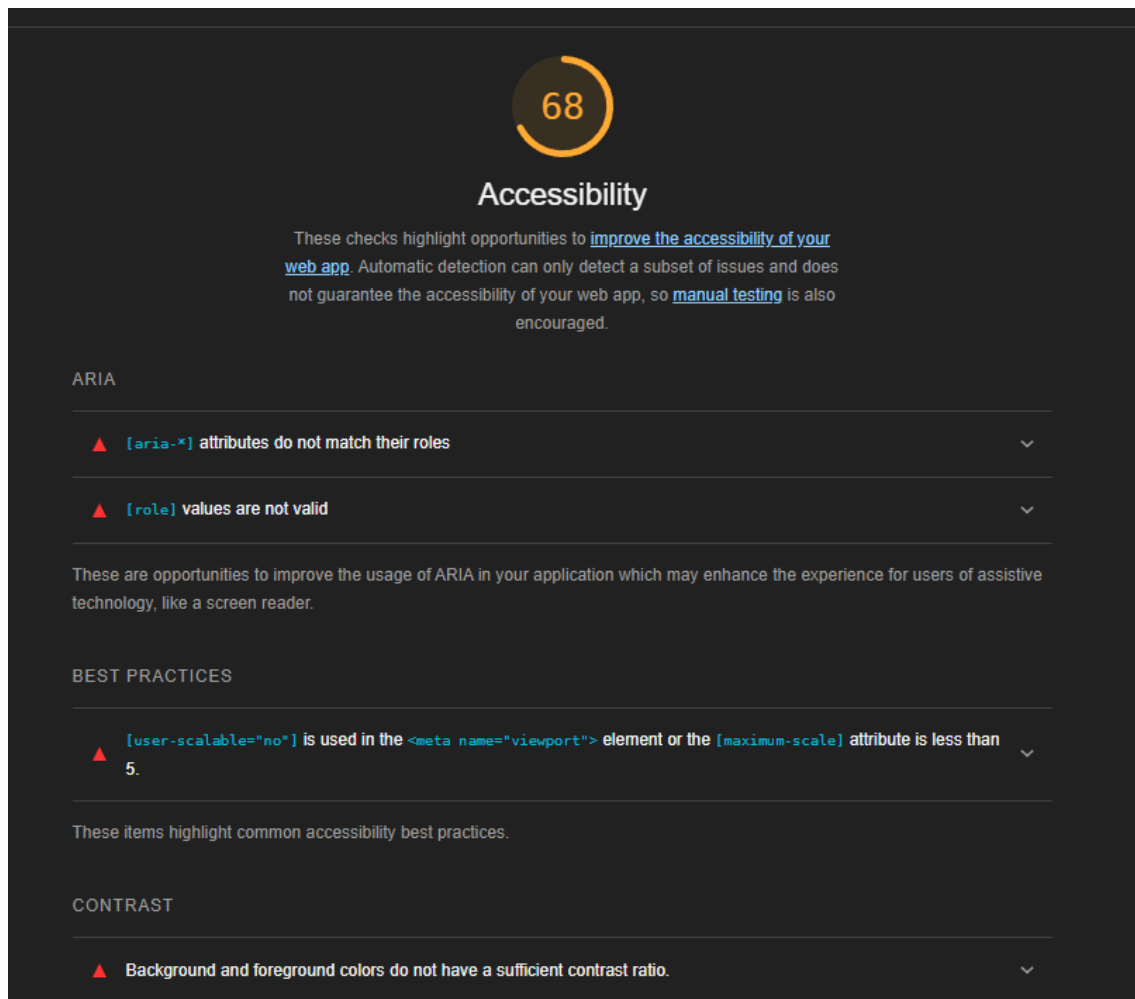 68
Accessibility
These checks highlight opportunities to improve the accessibility of your
web app. Automatic detection can only detect a subset of issues and does
not guarantee the accessibility of your web app, so manual testing is also
encouraged.
ARIA
[aria-*] attributes do not match their roles
[role] values are not valid
These are opportunities to improve the usage of ARIA in your application which may enhance the experience for users of assistive
technology, like a screen reader.
BEST PRACTICES
[user-scalable="no"] is used in the <meta name="viewport"> element or the [maximum-scale] attribute is less than
5.
These items highlight common accessibility best practices.
CONTRAST
Background and foreground colors do not have a sufficient contrast ratio.